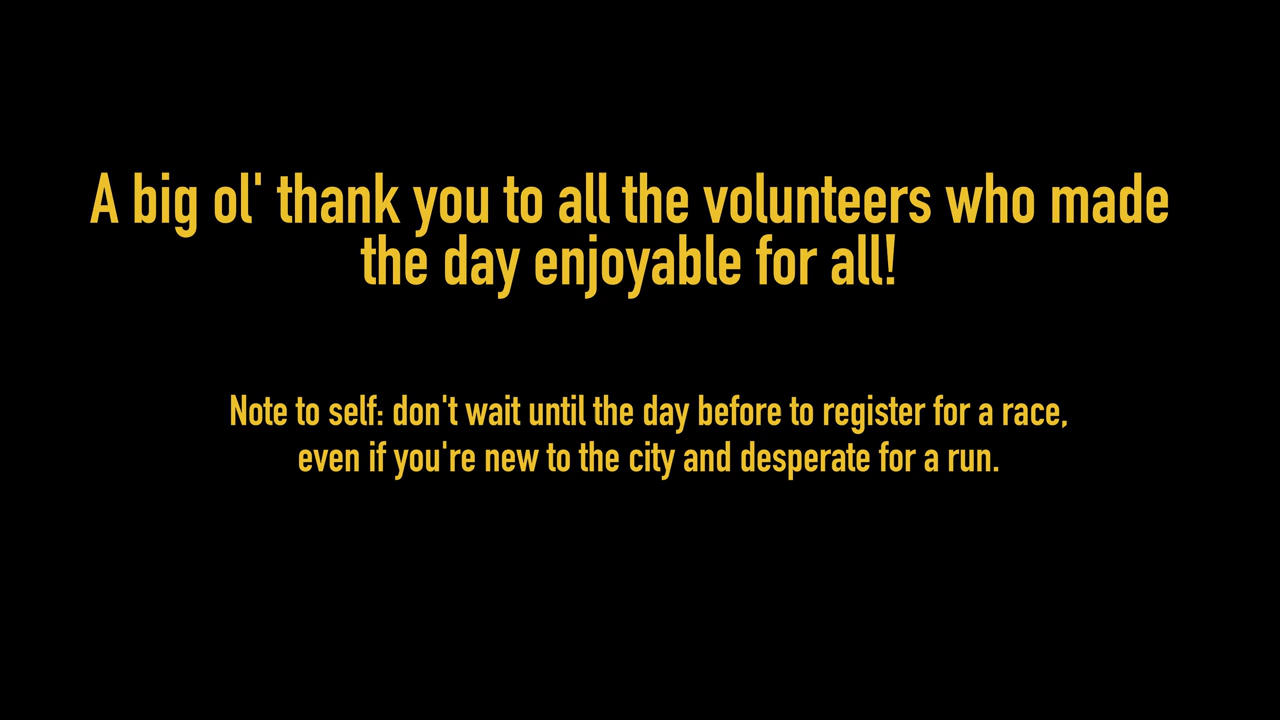 A big ol' thank you to all the volunteers who made
the day enjoyable for all!
Note to self: don't wait until the day before to register for a race,
even if you're new to the city and desperate for a run.